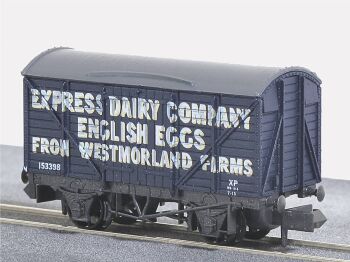 EXPRESS DAIRY COMPANY
ENGLISH EGGS
FROM WESTMORLAND FARMS
153398
XP